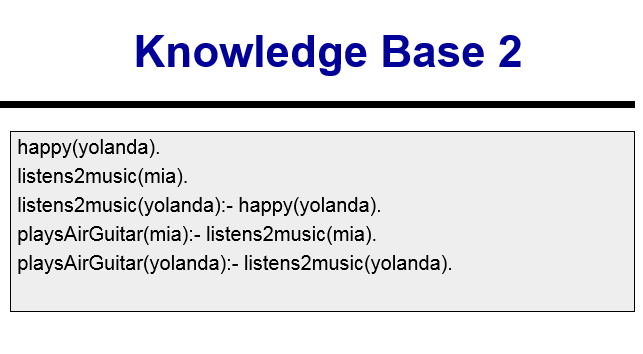 Knowledge Base 2
happy(yolanda).
listens2music(mia).
listens2music(yolanda):- happy(yolanda).
playsAirGuitar(mia):- listens2music(mia).
playsAirGuitar(yolanda):- listens2music(yolanda).